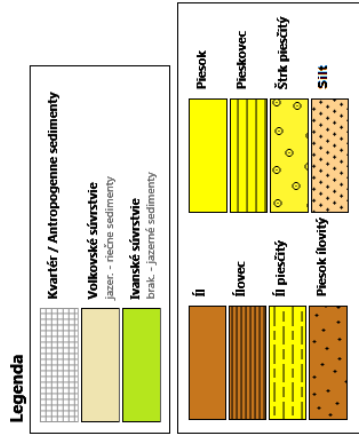 Legenda
Kvartér / Antropogenne sedimenty
Volkovské súvrstvie
jazer. - riečne sedimenty
Ivanské súvrstvie
brak. - jazerné sedimenty
Íl
Ílovec
Íl piesčitý
Piesok ílovitý
Piesok
Pieskovec
Štrk piesčitý
Silt